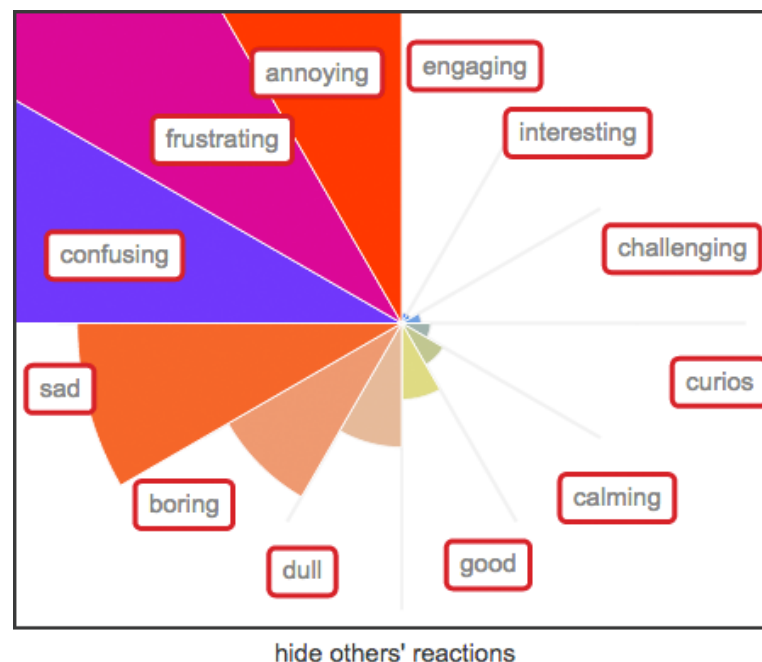 annoying
engaging
frustrating
interesting
confusing
challenging
sad
curios
boring
calming
dull
good
hide others' reactions